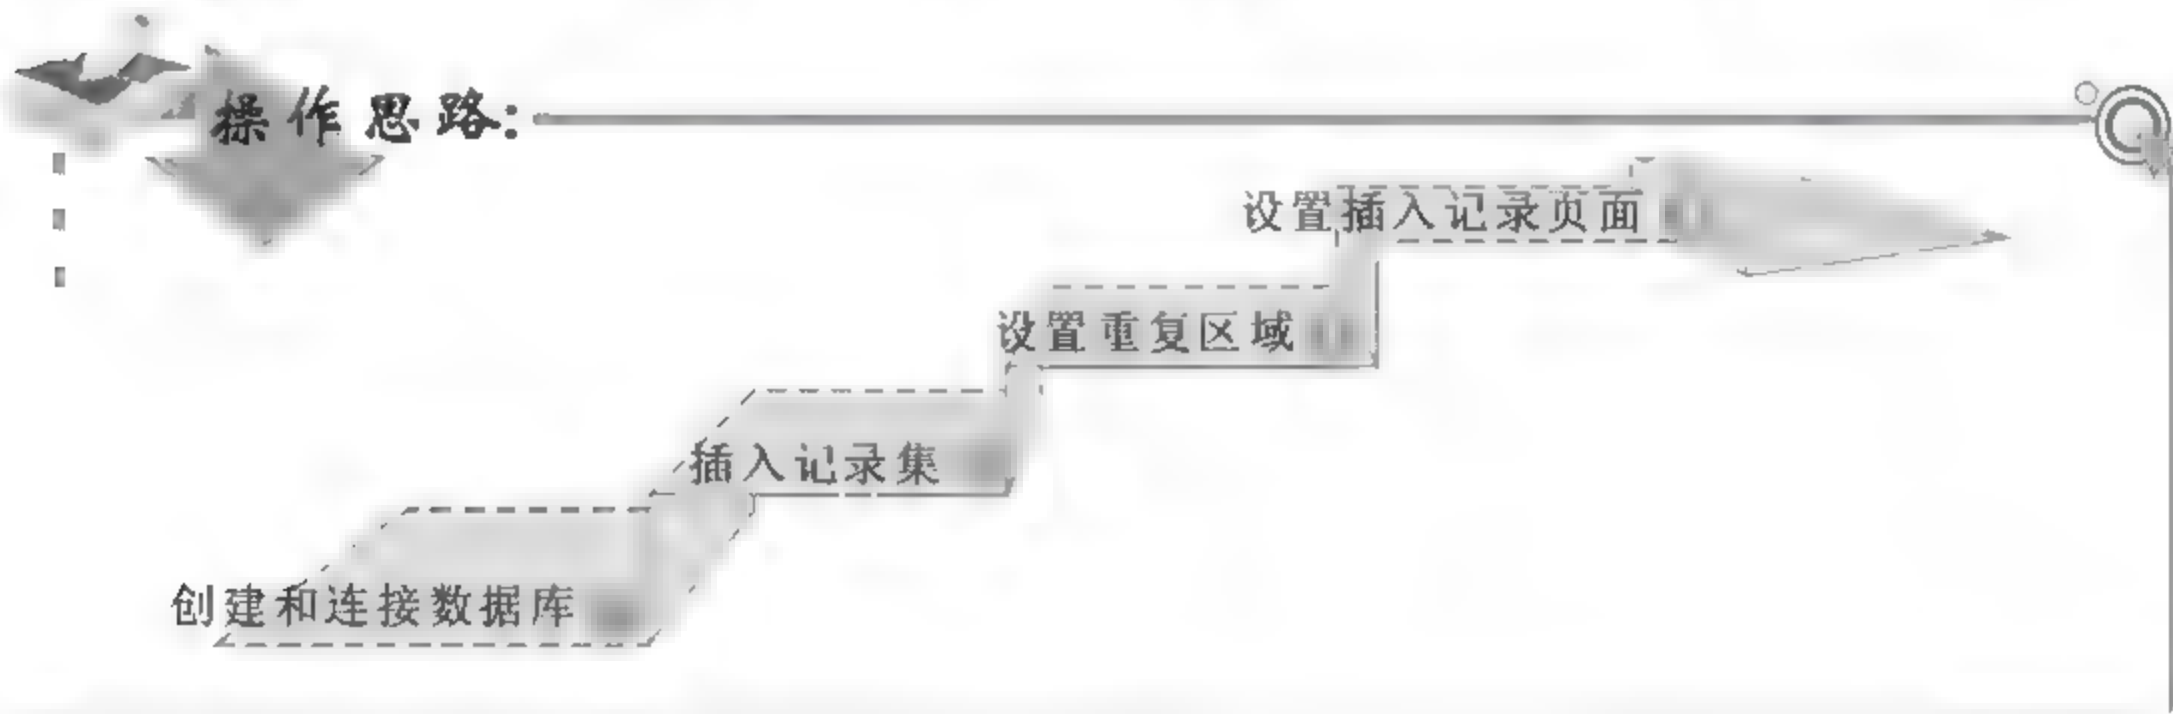 操作思路:
设置插入记录页面
设置重复区域
插入记录集
创建和连接数据库